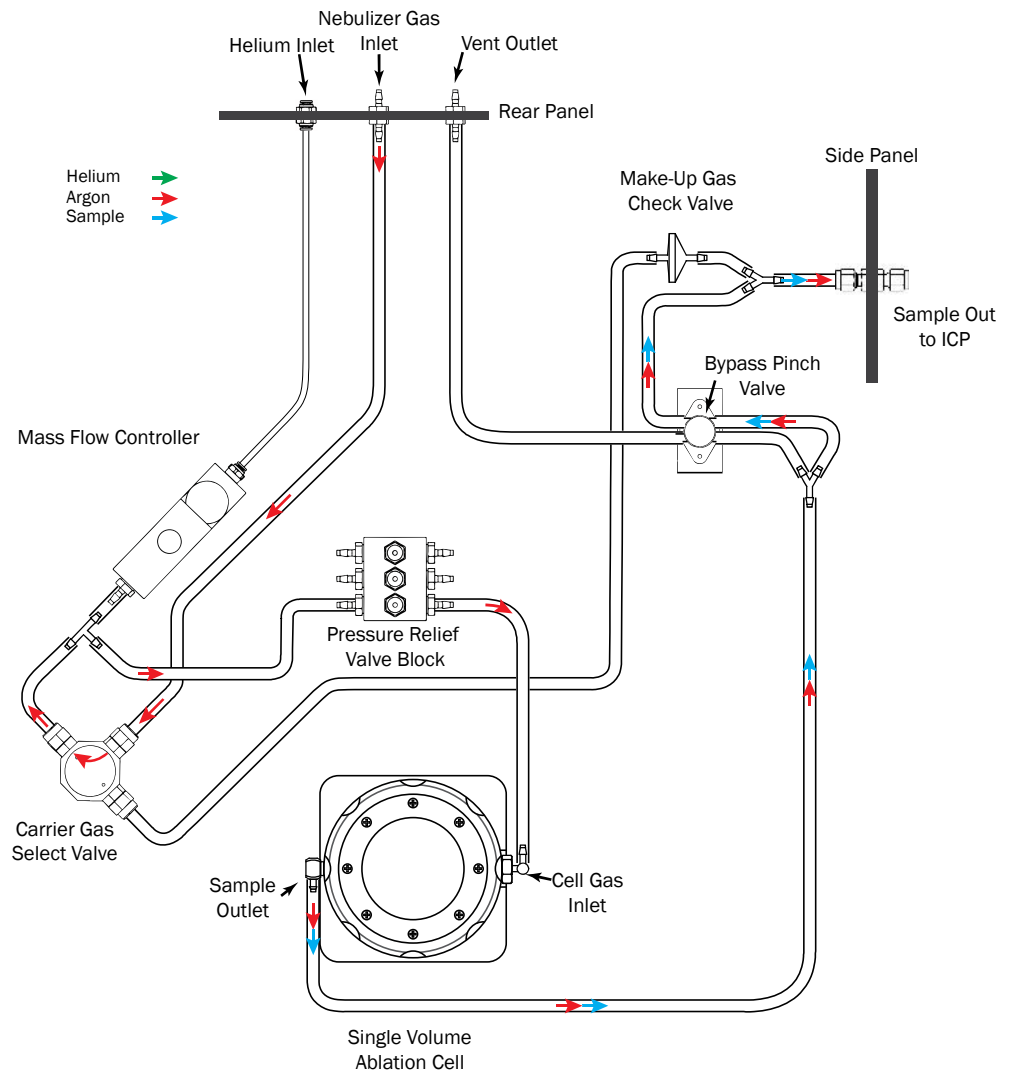 Nebulizer Gas
Inlet
Helium Inlet
Vent Outlet
Rear Panel
Side Panel
Helium
Argon
Sample
Make-Up Gas
Check Valve
Sample Out
to ICP
Bypass Pinch
Valve
Mass Flow Controller
Pressure Relief
Valve Block
Carrier Gas
Select Valve
Sample
Outlet
Cell Gas
Inlet
Single Volume
Ablation Cell